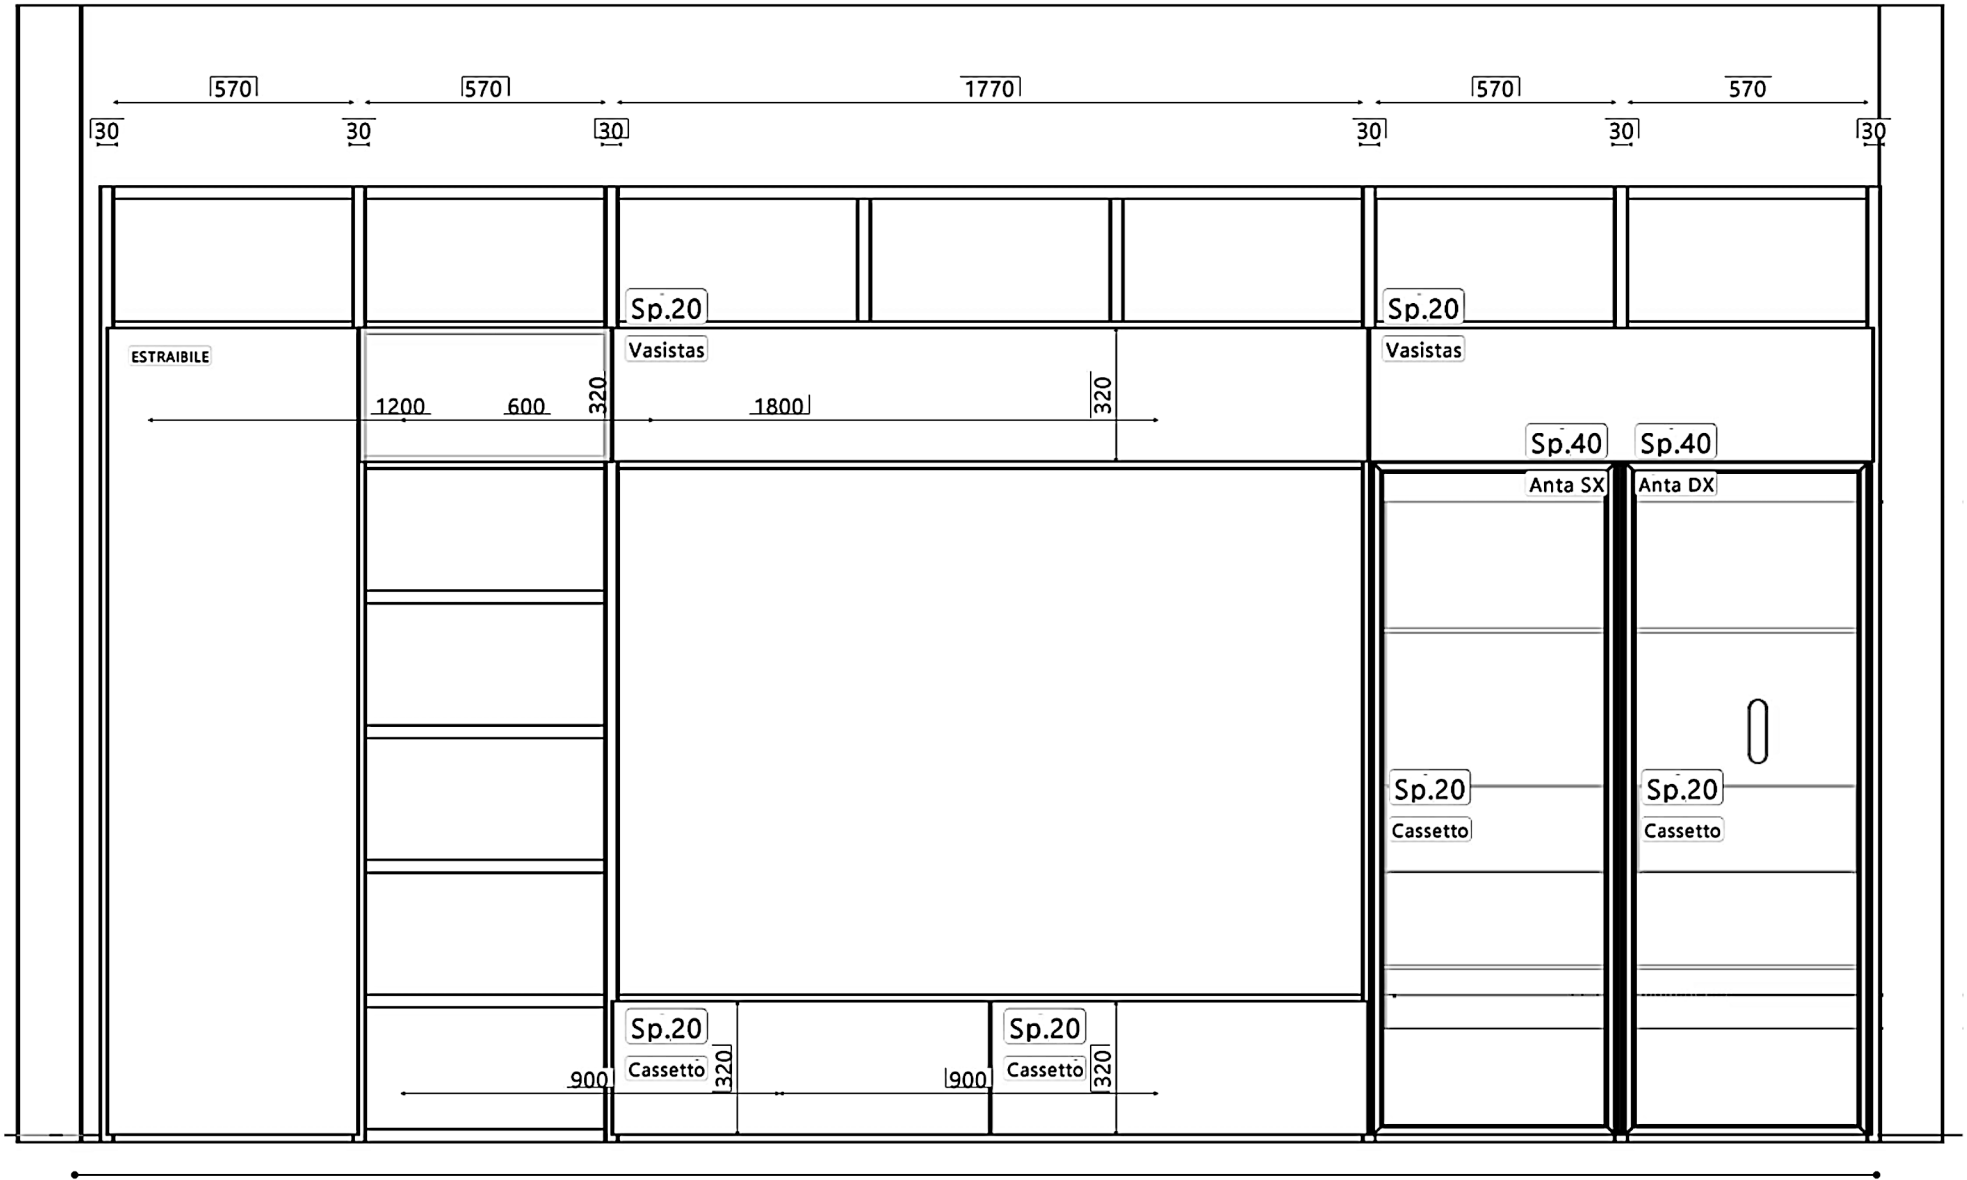 570 570 1770 570 570
30 30 30 30 30 30
Sp.20 Sp.20
ESTRAIBILE Vasistas Vasistas
1200 600 320 1800 320
Sp.40 Sp.40
Anta SX Anta DX
Sp.20 Sp.20
Cassetto Cassetto
Sp.20 Sp.20
Cassetto 320 Cassetto 320
900 900